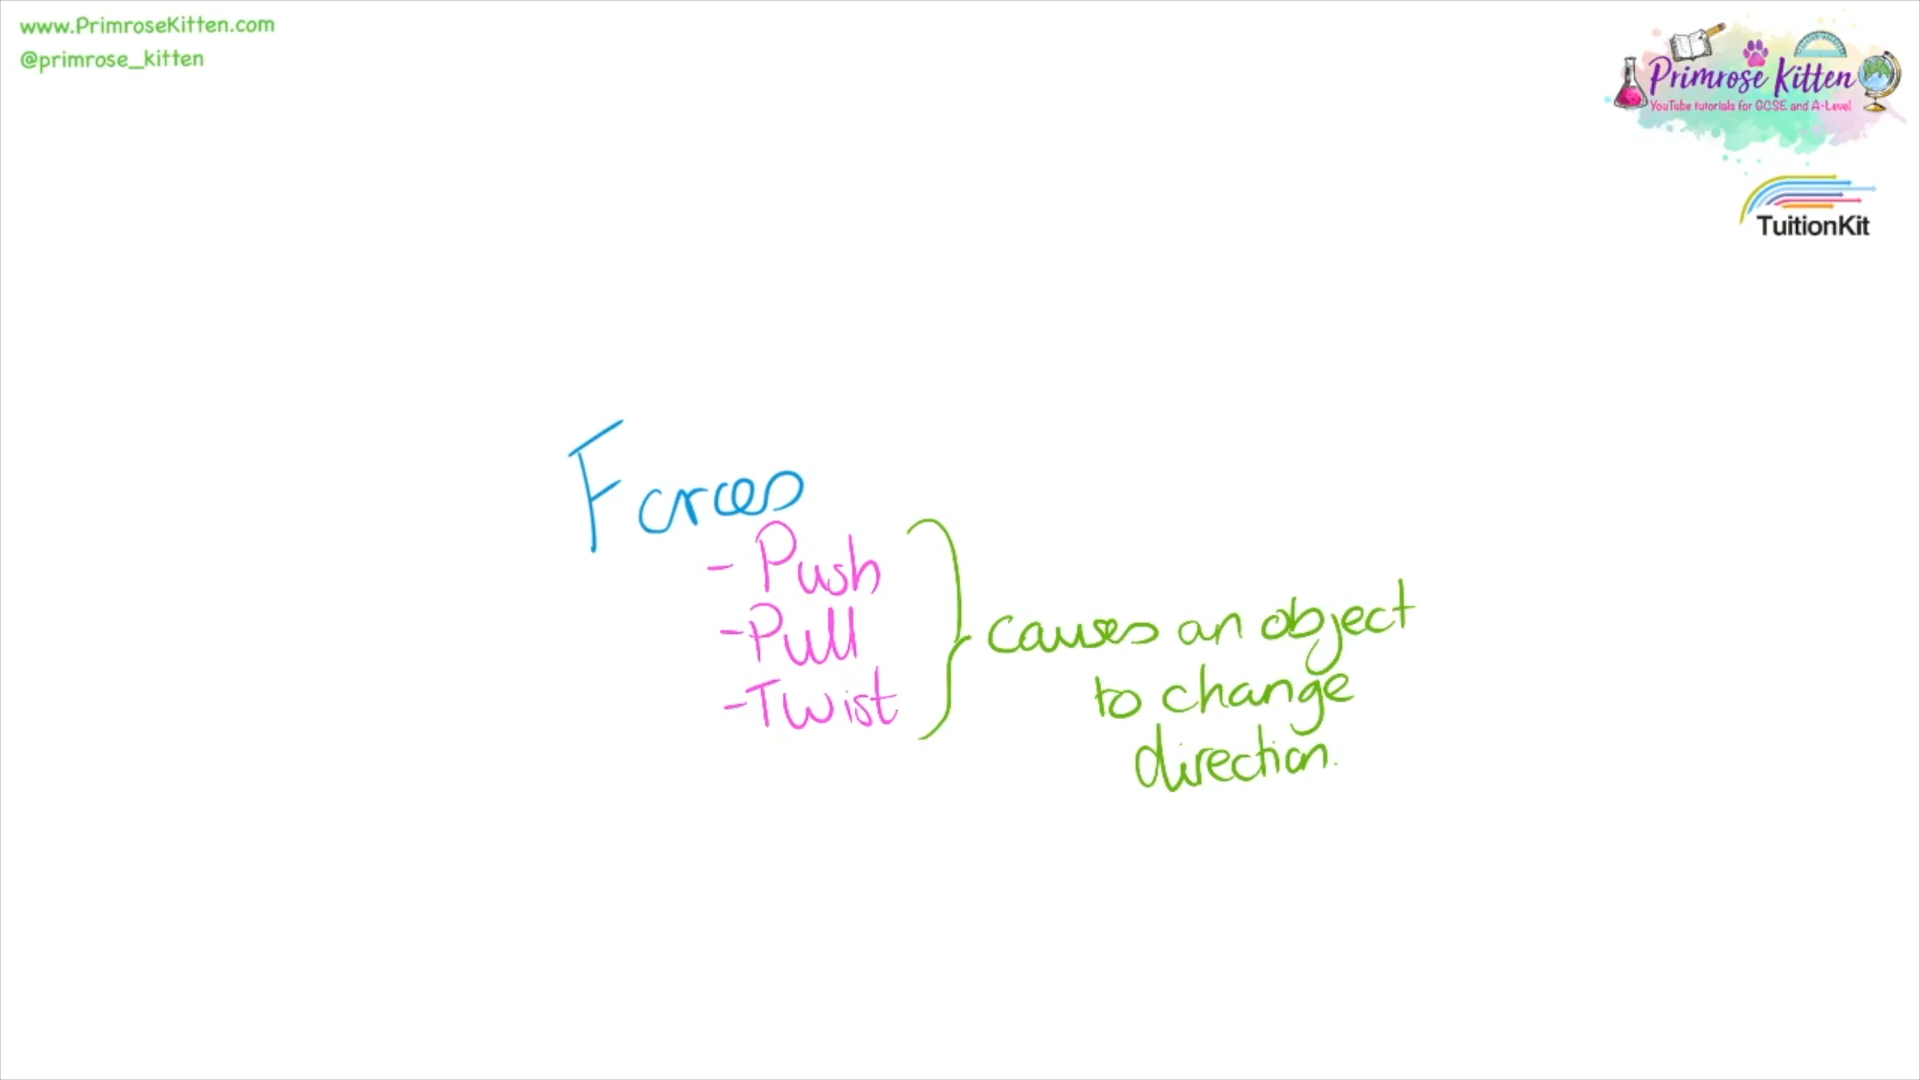 www.PrimroseKitten.com
@primrose_kitten
Primrose Kitten
YouTube tutorials for GCSE and A-Level
TuitionKit
Forces
- Push
- Pull
- Twist
causes an object
to change
direction.